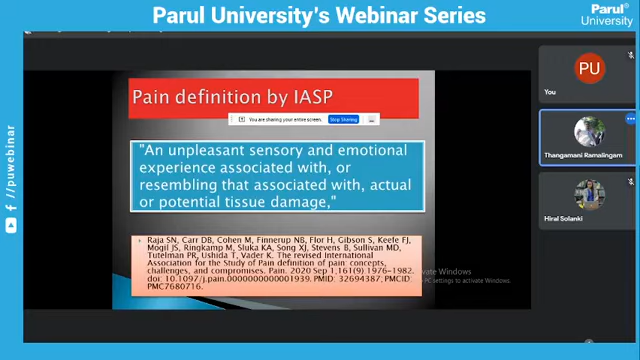 Parul University's Webinar Series
Parul®
University
Pain definition by IASP
You are sharing your entire screen.
Stop Sharing
"An unpleasant sensory and emotional
experience associated with, or
resembling that associated with, actual
or potential tissue damage,"
Raja SN, Carr DB, Cohen M, Finnerup NB, Flor H, Gibson S, Keefe FJ,
Mogil JS, Ringkamp M, Sluka KA, Song XJ, Stevens B, Sullivan MD,
Tutelman PR, Ushida T, Vader K. The revised International
Association for the Study of Pain definition of pain: concepts,
challenges, and compromises. Pain. 2020 Sep 1;161(9):1976-1982.
doi: 10.1097/j.pain.0000000000001939. PMID: 32694387; PMCID:
PMC7680716.
vate Windows
PC settings to activate Windows.
PU
You
Thangamani Ramalingam
Hiral Solanki
/puwebinar